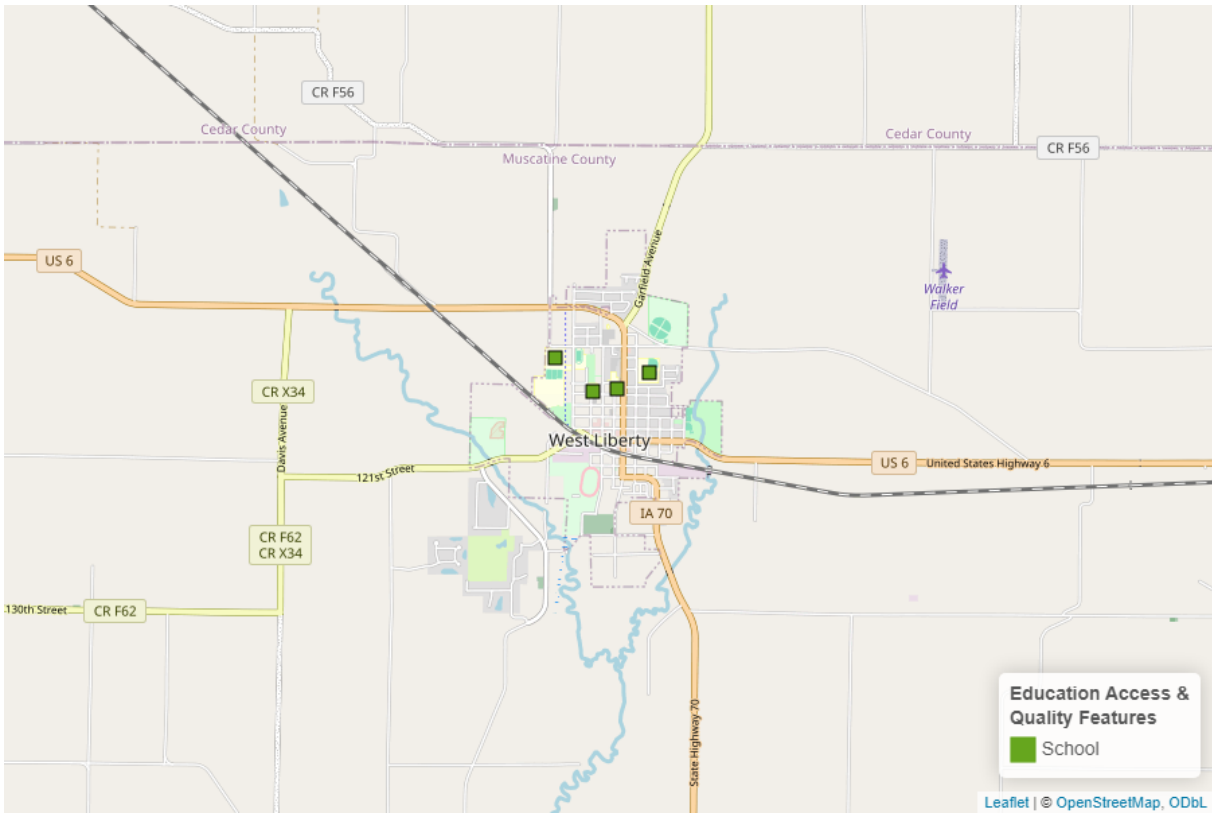 CR F56
Cedar County
Cedar County
CR F56
Muscatine County
Garfield Avenue
US 6
Walker
Field
CR X34
Davis Avenue
West Liberty
US 6
United States Highway 6
121st Street
IA 70
CR F62
CR X34
130th Street
CR F62
State Highway 70
Education Access &
Quality Features
School
Leaflet | © OpenStreetMap, ODbL